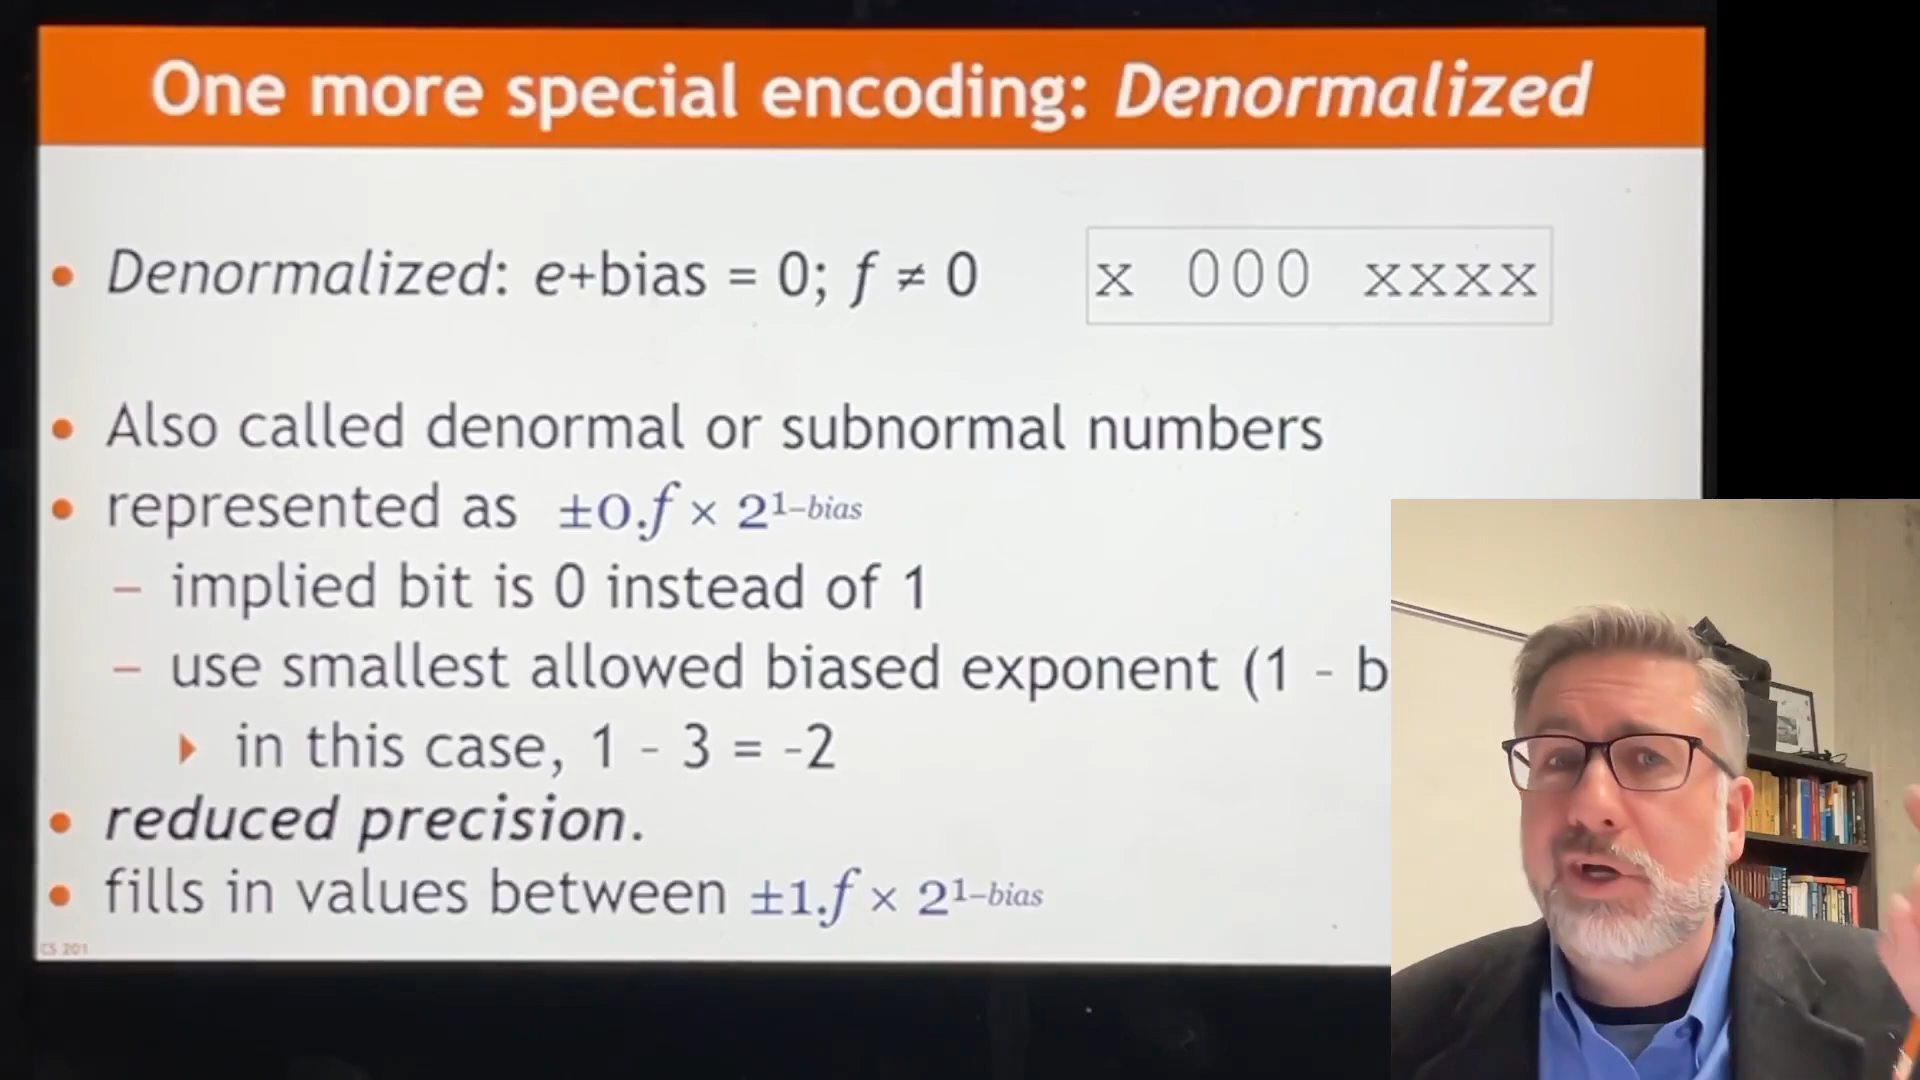 One more special encoding: Denormalized
• Denormalized: e+bias = 0; f ≠ 0
x 000 xxxx
• Also called denormal or subnormal numbers
• represented as ±0.f × 2^1–bias
– implied bit is 0 instead of 1
– use smallest allowed biased exponent (1 – b
‣ in this case, 1 – 3 = –2
• reduced precision.
• fills in values between ±1.f × 2^1–bias
CS 201